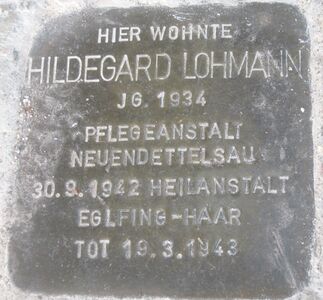 HIER WOHNTE
HILDEGARD LOHMANN
JG. 1934
PFLEGEANSTALT
NEUENDETTELSAU
30.9.1942 HEILANSTALT
EGLFING-HAAR
TOT 19.3.1943